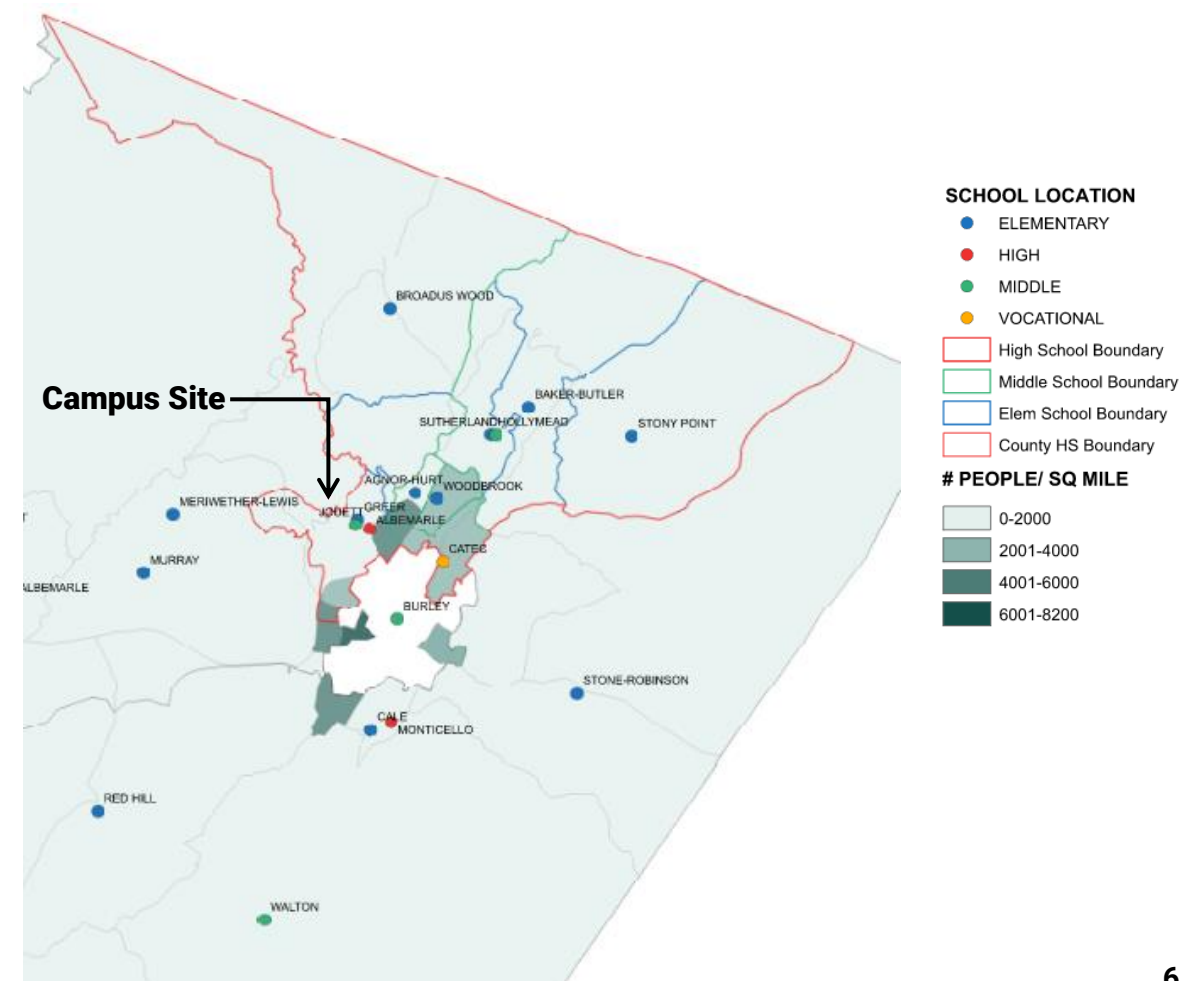 BROADUS WOOD
Campus Site
BAKER-BUTLER
SUTHERLANDHOLLYMEAD
STONY POINT
AGNOR-HURT
WOODBROOK
MERIWETHER-LEWIS
GREER
JOUETT
ALBEMARLE
CATEC
MURRAY
ALBEMARLE
BURLEY
STONE-ROBINSON
CALE
MONTICELLO
RED HILL
WALTON
SCHOOL LOCATION
ELEMENTARY
HIGH
MIDDLE
VOCATIONAL
High School Boundary
Middle School Boundary
Elem School Boundary
County HS Boundary
# PEOPLE/ SQ MILE
0-2000
2001-4000
4001-6000
6001-8200
6